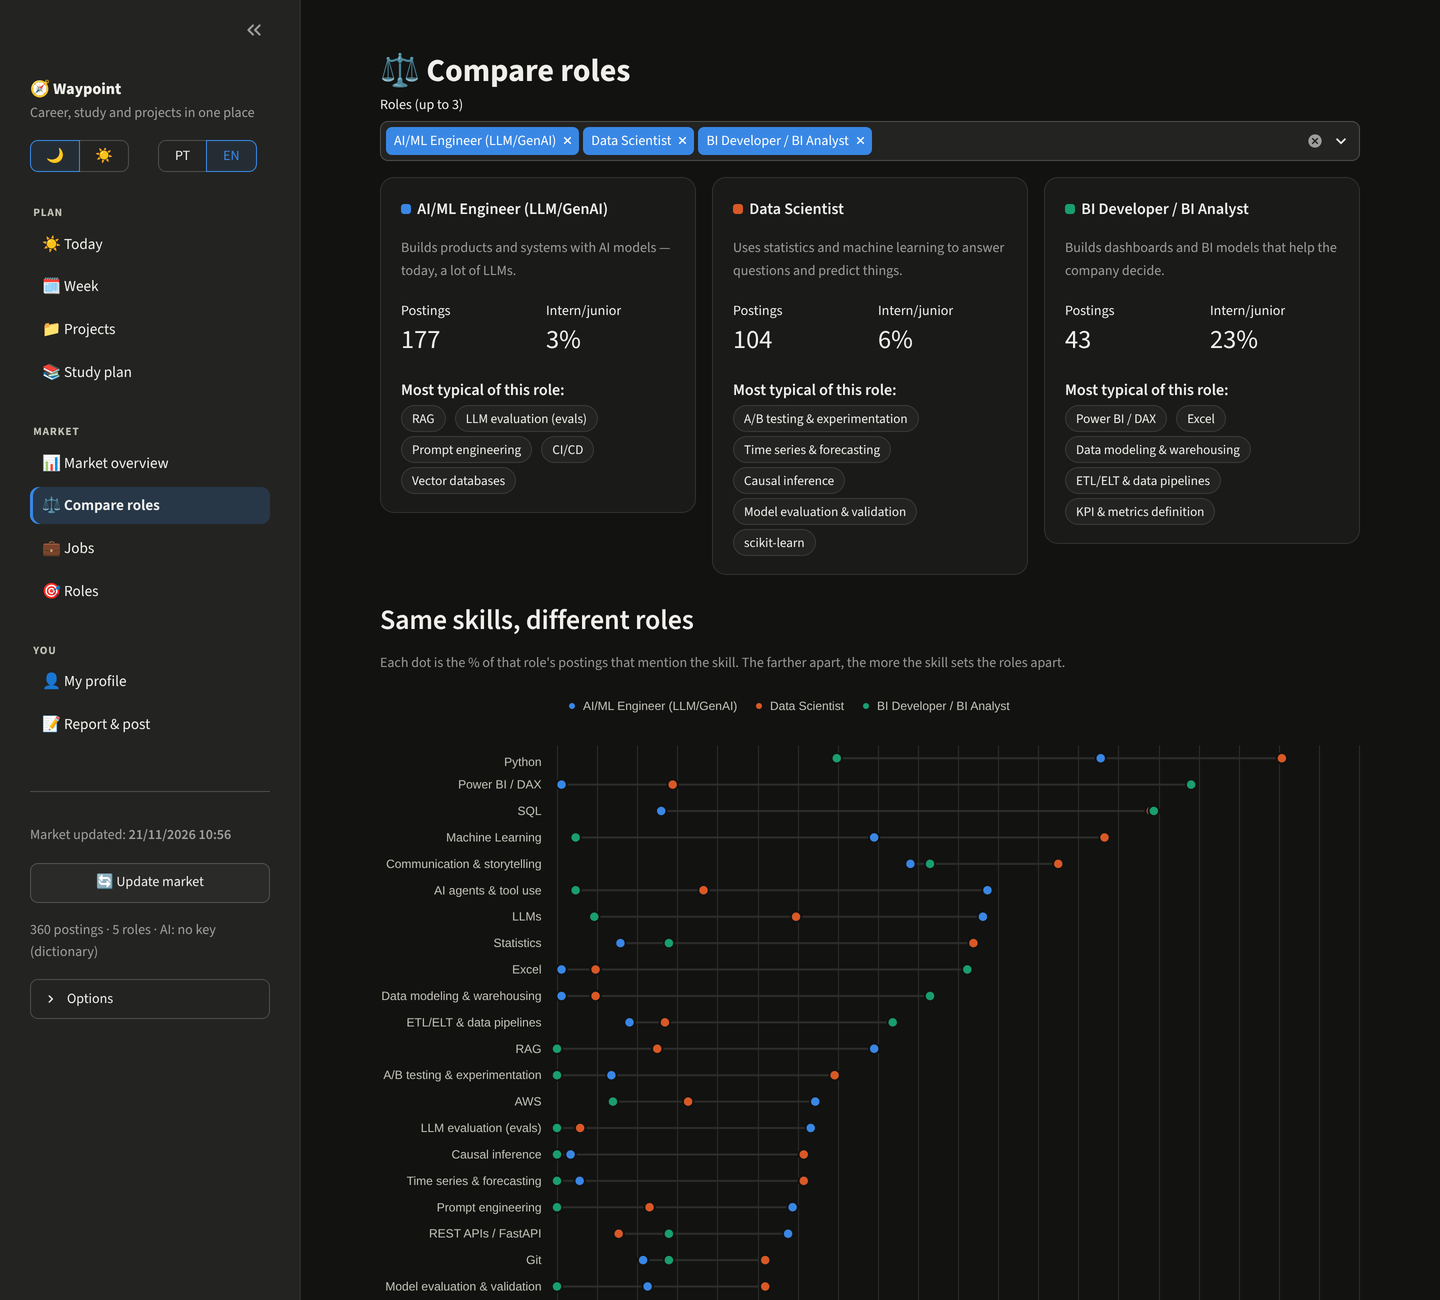 Waypoint
Career, study and projects in one place
PT
EN
PLAN
Today
Week
Projects
Study plan
MARKET
Market overview
Compare roles
Jobs
Roles
YOU
My profile
Report & post
Market updated: 21/11/2026 10:56
Update market
360 postings · 5 roles · AI: no key
(dictionary)
Options
Compare roles
Roles (up to 3)
AI/ML Engineer (LLM/GenAI) ×
Data Scientist ×
BI Developer / BI Analyst ×
AI/ML Engineer (LLM/GenAI)
Builds products and systems with AI models —
today, a lot of LLMs.
Postings
Intern/junior
177
3%
Most typical of this role:
RAG
LLM evaluation (evals)
Prompt engineering
CI/CD
Vector databases
Data Scientist
Uses statistics and machine learning to answer
questions and predict things.
Postings
Intern/junior
104
6%
Most typical of this role:
A/B testing & experimentation
Time series & forecasting
Causal inference
Model evaluation & validation
scikit-learn
BI Developer / BI Analyst
Builds dashboards and BI models that help the
company decide.
Postings
Intern/junior
43
23%
Most typical of this role:
Power BI / DAX
Excel
Data modeling & warehousing
ETL/ELT & data pipelines
KPI & metrics definition
Same skills, different roles
Each dot is the % of that role's postings that mention the skill. The farther apart, the more the skill sets the roles apart.
AI/ML Engineer (LLM/GenAI)
Data Scientist
BI Developer / BI Analyst
Python
Power BI / DAX
SQL
Machine Learning
Communication & storytelling
AI agents & tool use
LLMs
Statistics
Excel
Data modeling & warehousing
ETL/ELT & data pipelines
RAG
A/B testing & experimentation
AWS
LLM evaluation (evals)
Causal inference
Time series & forecasting
Prompt engineering
REST APIs / FastAPI
Git
Model evaluation & validation